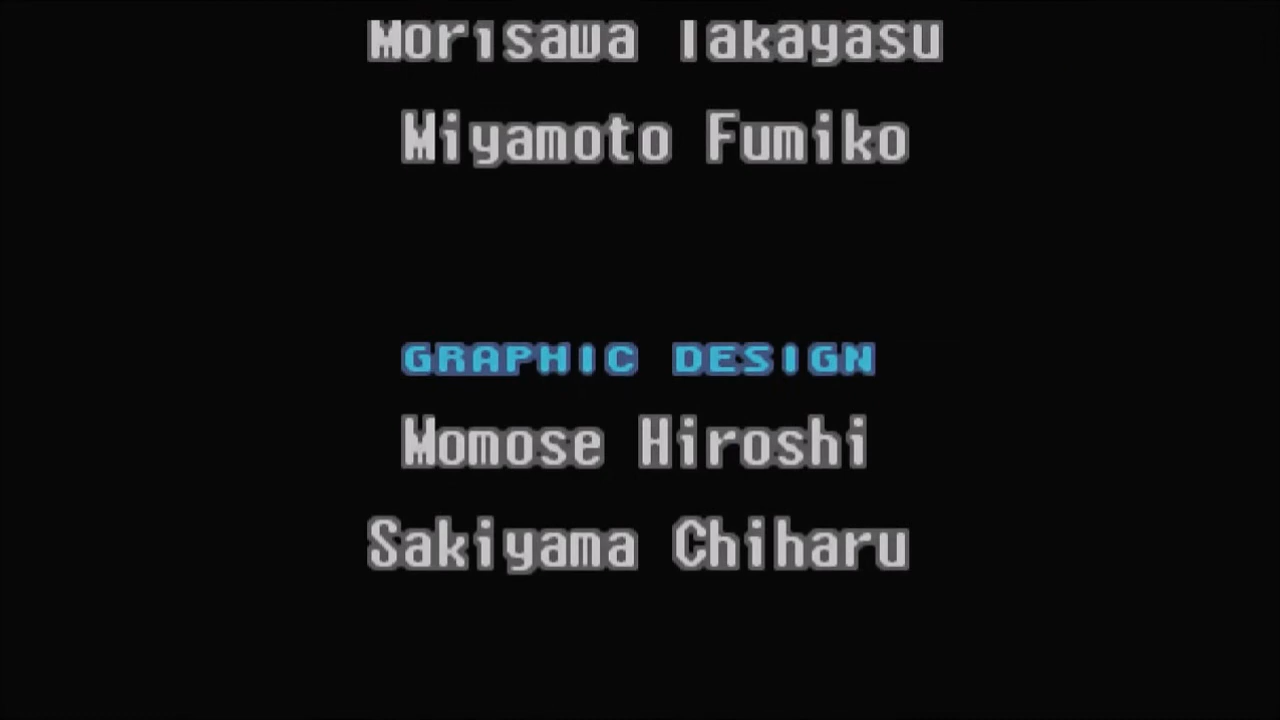 Morisawa Takayasu
Miyamoto Fumiko
GRAPHIC DESIGN
Momose Hiroshi
Sakiyama Chiharu